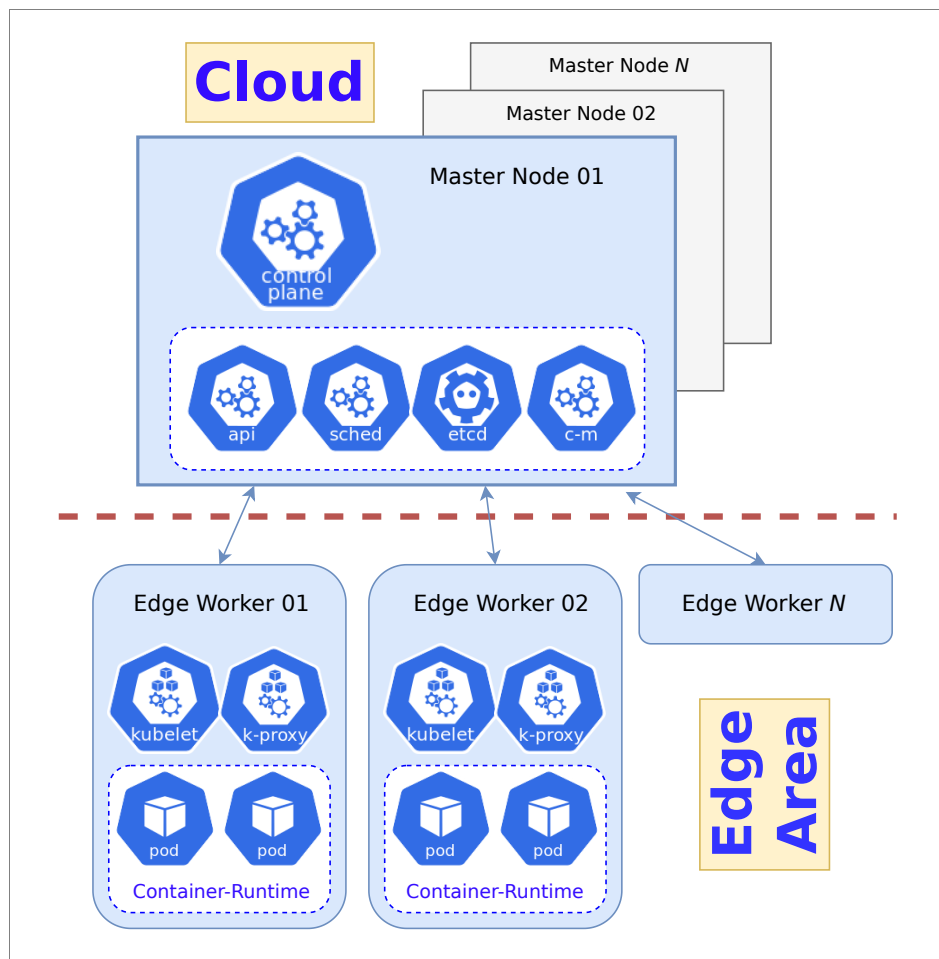 Cloud
Master Node N
Master Node 02
Master Node 01
control
plane
api
sched
etcd
c-m
Edge Worker 01
Edge Worker 02
Edge Worker N
kubelet
k-proxy
kubelet
k-proxy
pod
pod
pod
pod
Container-Runtime
Container-Runtime
Edge
Area